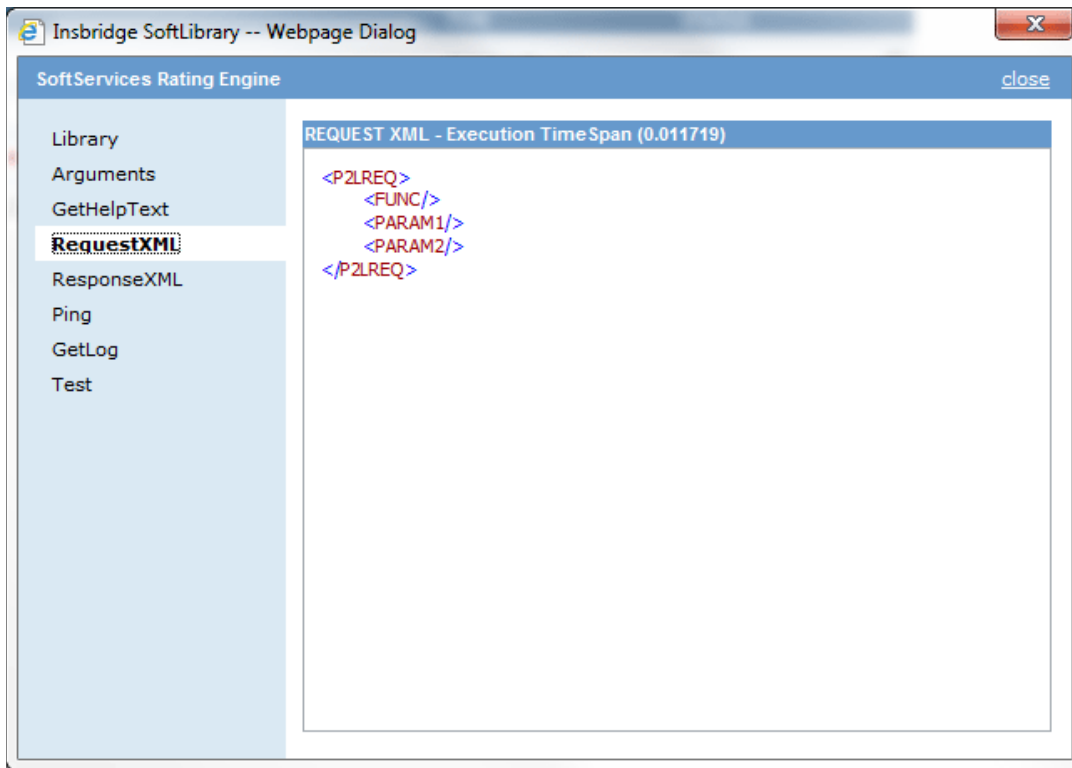 Insbridge SoftLibrary -- Webpage Dialog
X
SoftServices Rating Engine
close
Library
Arguments
GetHelpText
RequestXML
ResponseXML
Ping
GetLog
Test
REQUEST XML - Execution TimeSpan (0.011719)
<P2LREQ>
<FUNC/>
<PARAM1/>
<PARAM2/>
</P2LREQ>